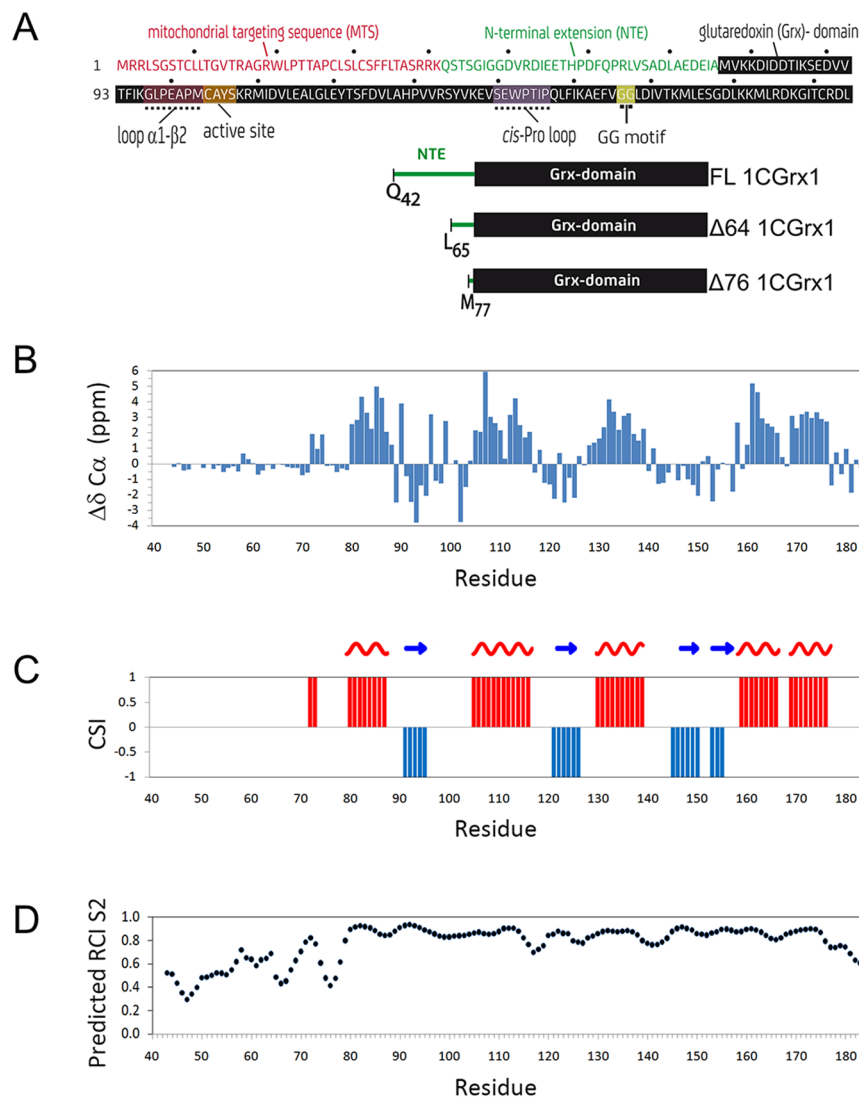 A
mitochondrial targeting sequence (MTS)
N-terminal extension (NTE)
glutaredoxin (Grx)- domain
1 MRRLSGSTCLLTGVTRAGRWLPTTAPCLSLCSFFLTASRRKQSTSGIGGDVRDIEETHPDFQPRLVSADLAEDEIAMVKKDIDDTIKSEDVV
93 TFIKGLPEAPMCAYSKRMIDVLEALGLEYTSFDVLAHPVVRSYVKEVSEWPTIPQLFIKAEFVGGLDIVTKMLESGDLKKMLRDKGITCRDL
loop α1-β2
active site
cis-Pro loop
GG motif
NTE
Grx-domain
FL 1CGrx1
Q42
Grx-domain
Δ64 1CGrx1
L65
Grx-domain
Δ76 1CGrx1
M77
B
Δδ Cα (ppm)
6
5
4
3
2
1
0
-1
-2
-3
-4
40 50 60 70 80 90 100 110 120 130 140 150 160 170 180
Residue
C
CSI
1
0.5
0
-0.5
-1
40 50 60 70 80 90 100 110 120 130 140 150 160 170 180
Residue
D
Predicted RCI S2
1.0
0.8
0.6
0.4
0.2
0.0
40 50 60 70 80 90 100 110 120 130 140 150 160 170 180
Residue